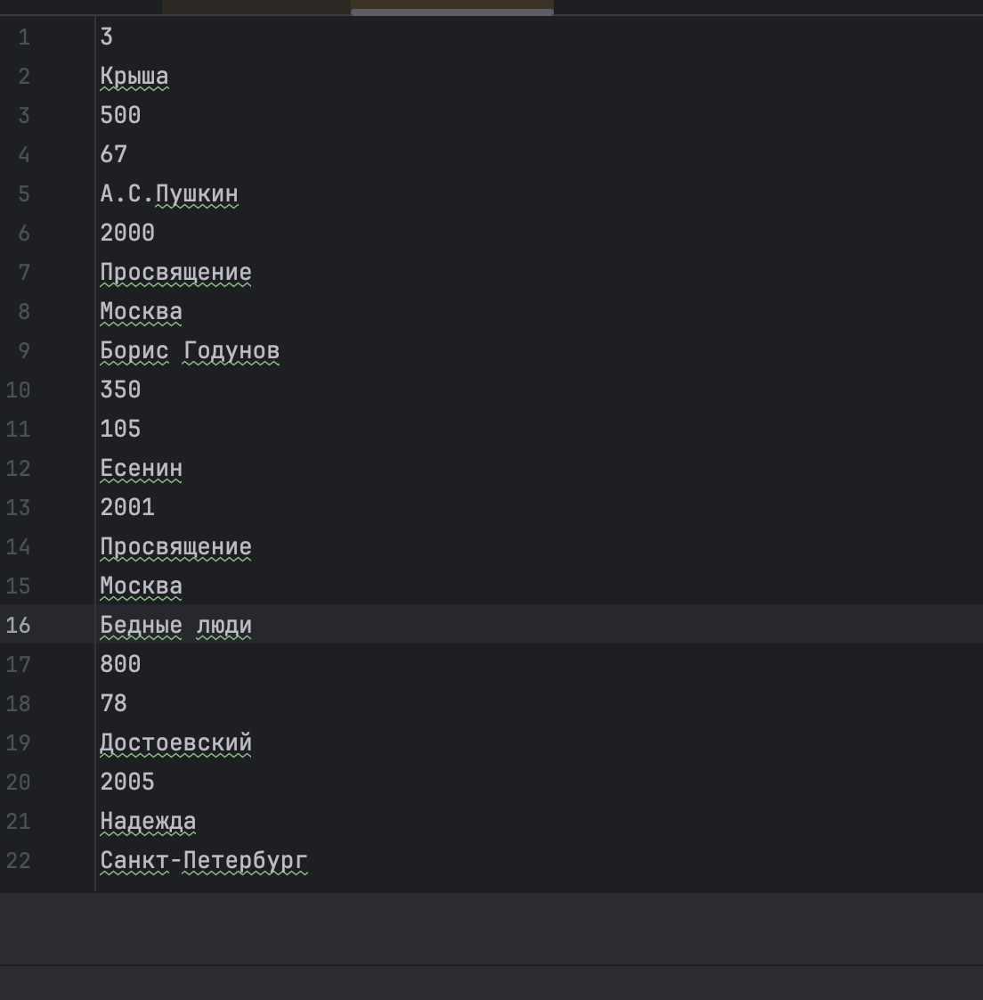 1 3
2 Крыша
3 500
4 67
5 А.С.Пушкин
6 2000
7 Просвящение
8 Москва
9 Борис Годунов
10 350
11 105
12 Есенин
13 2001
14 Просвящение
15 Москва
16 Бедные люди
17 800
18 78
19 Достоевский
20 2005
21 Надежда
22 Санкт-Петербург